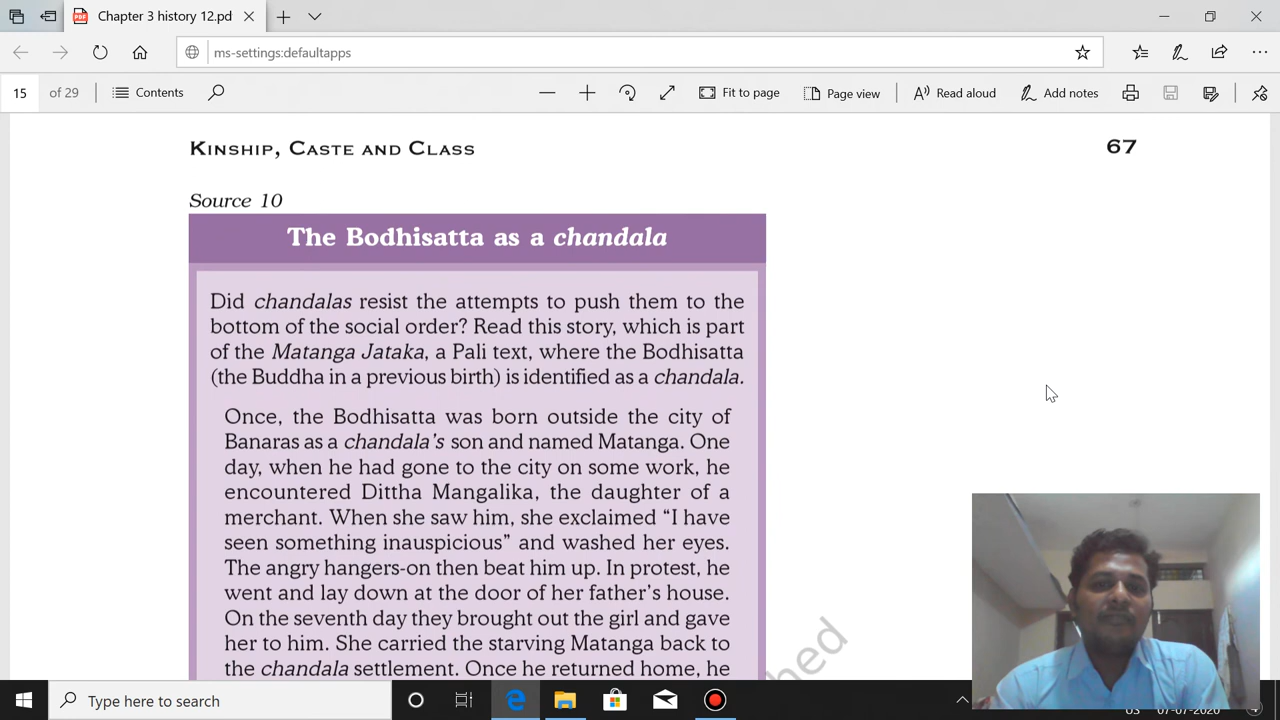 Chapter 3 history 12.pd
ms-settings:defaultapps
15 of 29 Contents Fit to page Page view Read aloud Add notes
KINSHIP, CASTE AND CLASS 67
Source 10
The Bodhisatta as a chandala
Did chandalas resist the attempts to push them to the
bottom of the social order? Read this story, which is part
of the Matanga Jataka, a Pali text, where the Bodhisatta
(the Buddha in a previous birth) is identified as a chandala.
Once, the Bodhisatta was born outside the city of
Banaras as a chandala's son and named Matanga. One
day, when he had gone to the city on some work, he
encountered Dittha Mangalika, the daughter of a
merchant. When she saw him, she exclaimed “I have
seen something inauspicious” and washed her eyes.
The angry hangers-on then beat him up. In protest, he
went and lay down at the door of her father's house.
On the seventh day they brought out the girl and gave
her to him. She carried the starving Matanga back to
the chandala settlement. Once he returned home, he
hed
Type here to search
US 07-07-2020